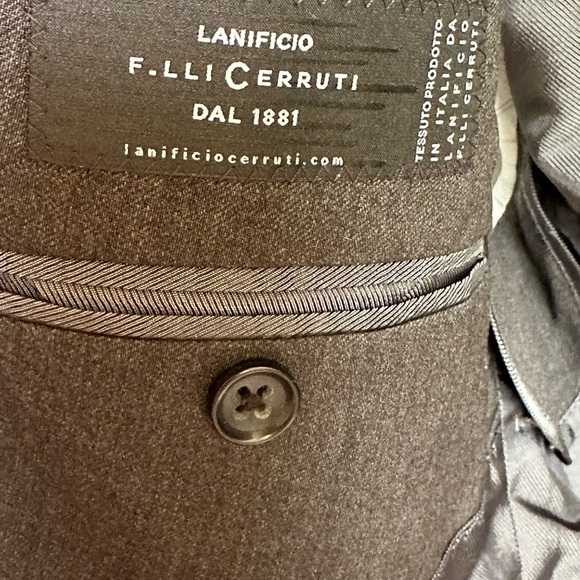 LANIFICIO
F.LLI CERRUTI
DAL 1881
lanificiocerruti.com
TESSUTO PRODOTTO
IN ITALIA DA
LANIFICIO
F.LLI CERRUTI